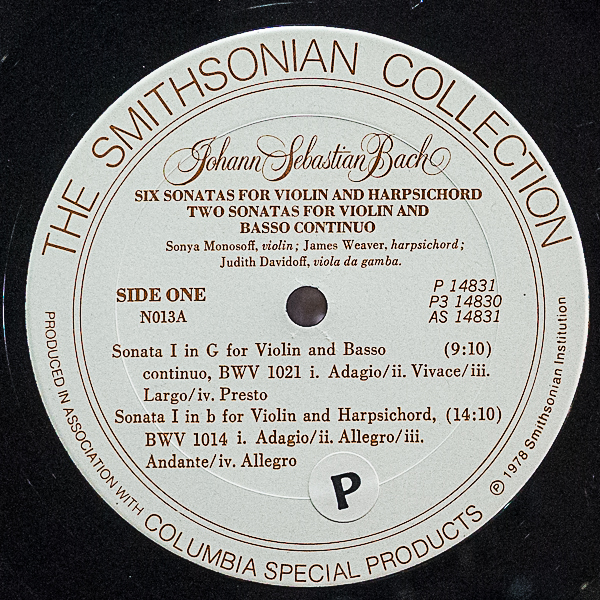 THE SMITHSONIAN COLLECTION
Johann Sebastian Bach
SIX SONATAS FOR VIOLIN AND HARPSICHORD
TWO SONATAS FOR VIOLIN AND
BASSO CONTINUO
Sonya Monosoff, violin; James Weaver, harpsichord;
Judith Davidoff, viola da gamba.
SIDE ONE
N013A
P 14831
P3 14830
AS 14831
Sonata I in G for Violin and Basso (9:10)
continuo, BWV 1021 i. Adagio/ii. Vivace/iii.
Largo/iv. Presto
Sonata I in b for Violin and Harpsichord, (14:10)
BWV 1014 i. Adagio/ii. Allegro/iii.
Andante/iv. Allegro
P
PRODUCED IN ASSOCIATION WITH COLUMBIA SPECIAL PRODUCTS ℗ 1978 Smithsonian Institution